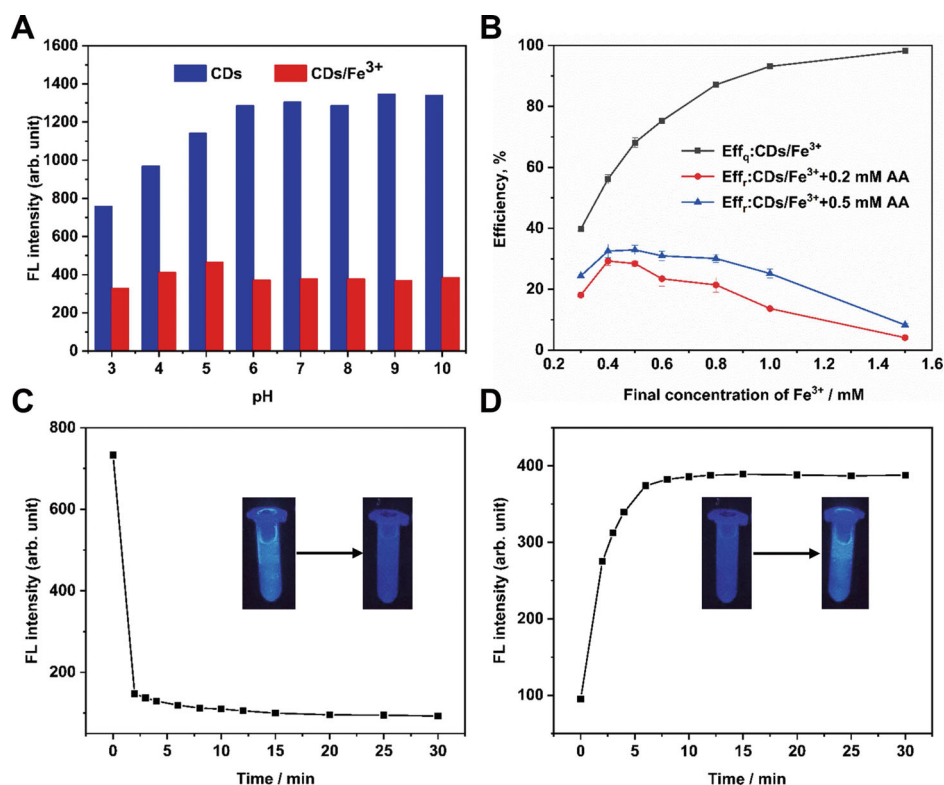 A
FL intensity (arb. unit)
1600
1400
1200
1000
800
600
400
200
0
CDs
CDs/Fe³⁺
3 4 5 6 7 8 9 10
pH
B
Efficiency, %
100
80
60
40
20
0
Eff_q:CDs/Fe³⁺
Eff_r:CDs/Fe³⁺+0.2 mM AA
Eff_r:CDs/Fe³⁺+0.5 mM AA
0.2 0.4 0.6 0.8 1.0 1.2 1.4 1.6
Final concentration of Fe³⁺ / mM
C
FL intensity (arb. unit)
800
600
400
200
0 5 10 15 20 25 30
Time / min
D
FL intensity (arb. unit)
400
300
200
100
0 5 10 15 20 25 30
Time / min